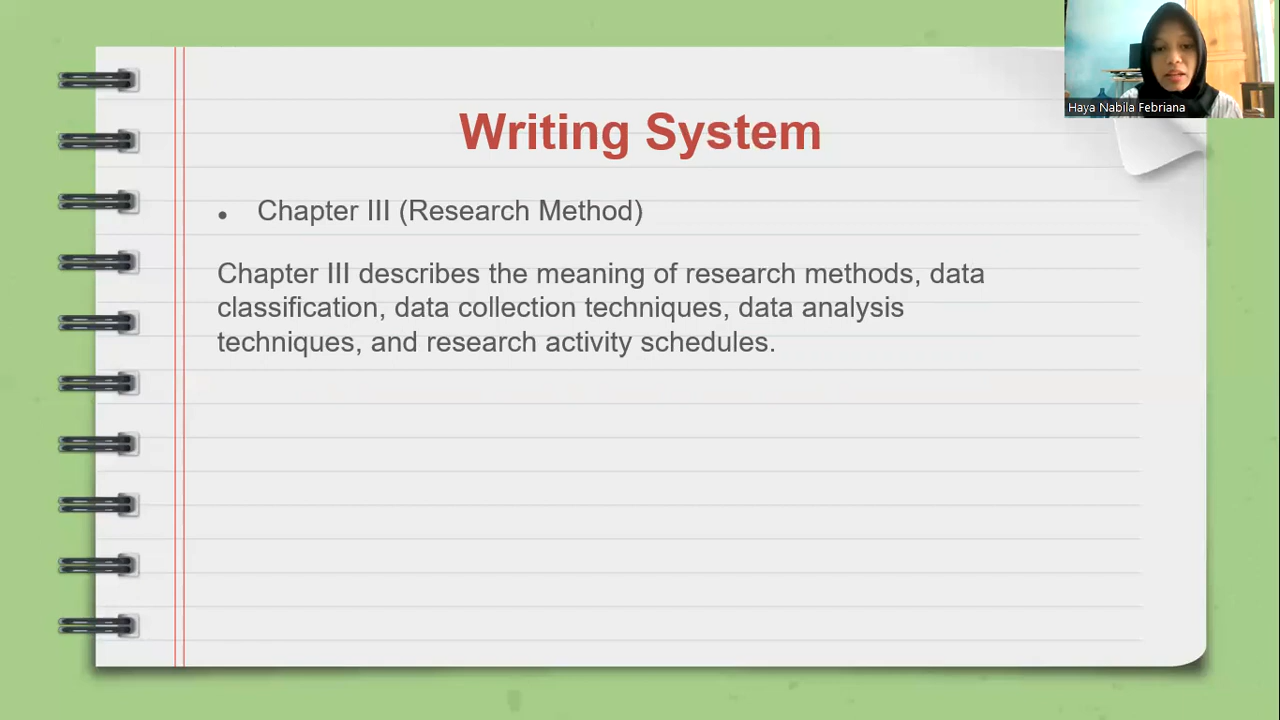 Haya Nabila Febriana
Writing System
• Chapter III (Research Method)
Chapter III describes the meaning of research methods, data
classification, data collection techniques, data analysis
techniques, and research activity schedules.